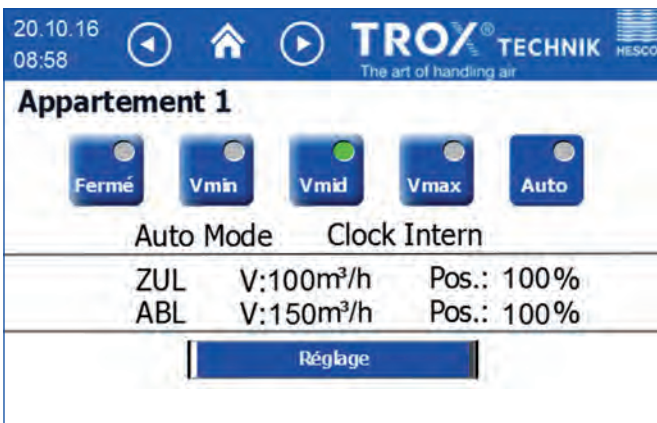 20.10.16
08:58
TROX® TECHNIK
The art of handling air
HESCO
Appartement 1
Fermé Vmin Vmid Vmax Auto
Auto Mode Clock Intern
ZUL V:100m³/h Pos.: 100%
ABL V:150m³/h Pos.: 100%
Réglage